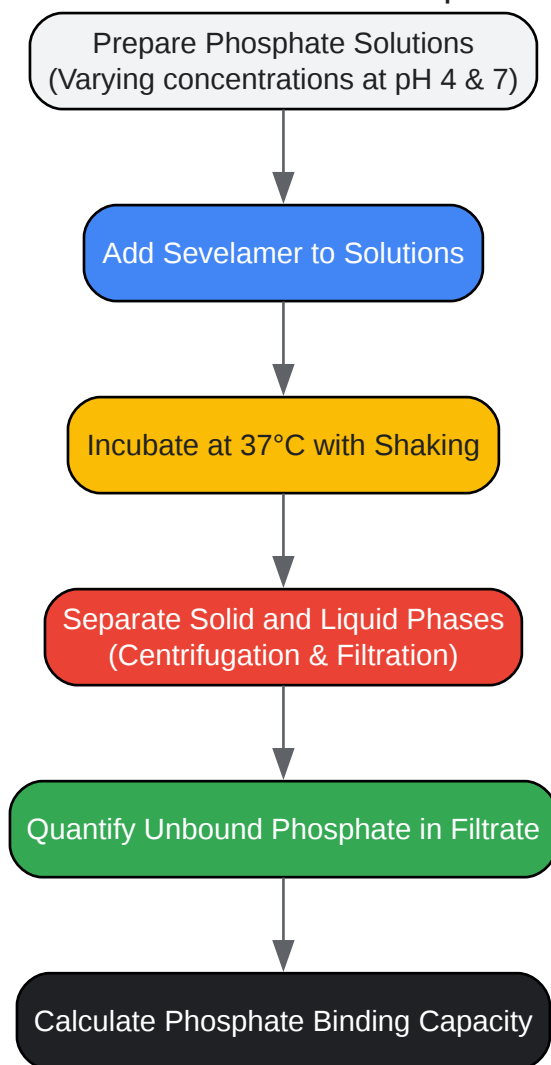 Prepare Phosphate Solutions
(Varying concentrations at pH 4 & 7)
Add Sevelamer to Solutions
Incubate at 37°C with Shaking
Separate Solid and Liquid Phases
(Centrifugation & Filtration)
Quantify Unbound Phosphate in Filtrate
Calculate Phosphate Binding Capacity